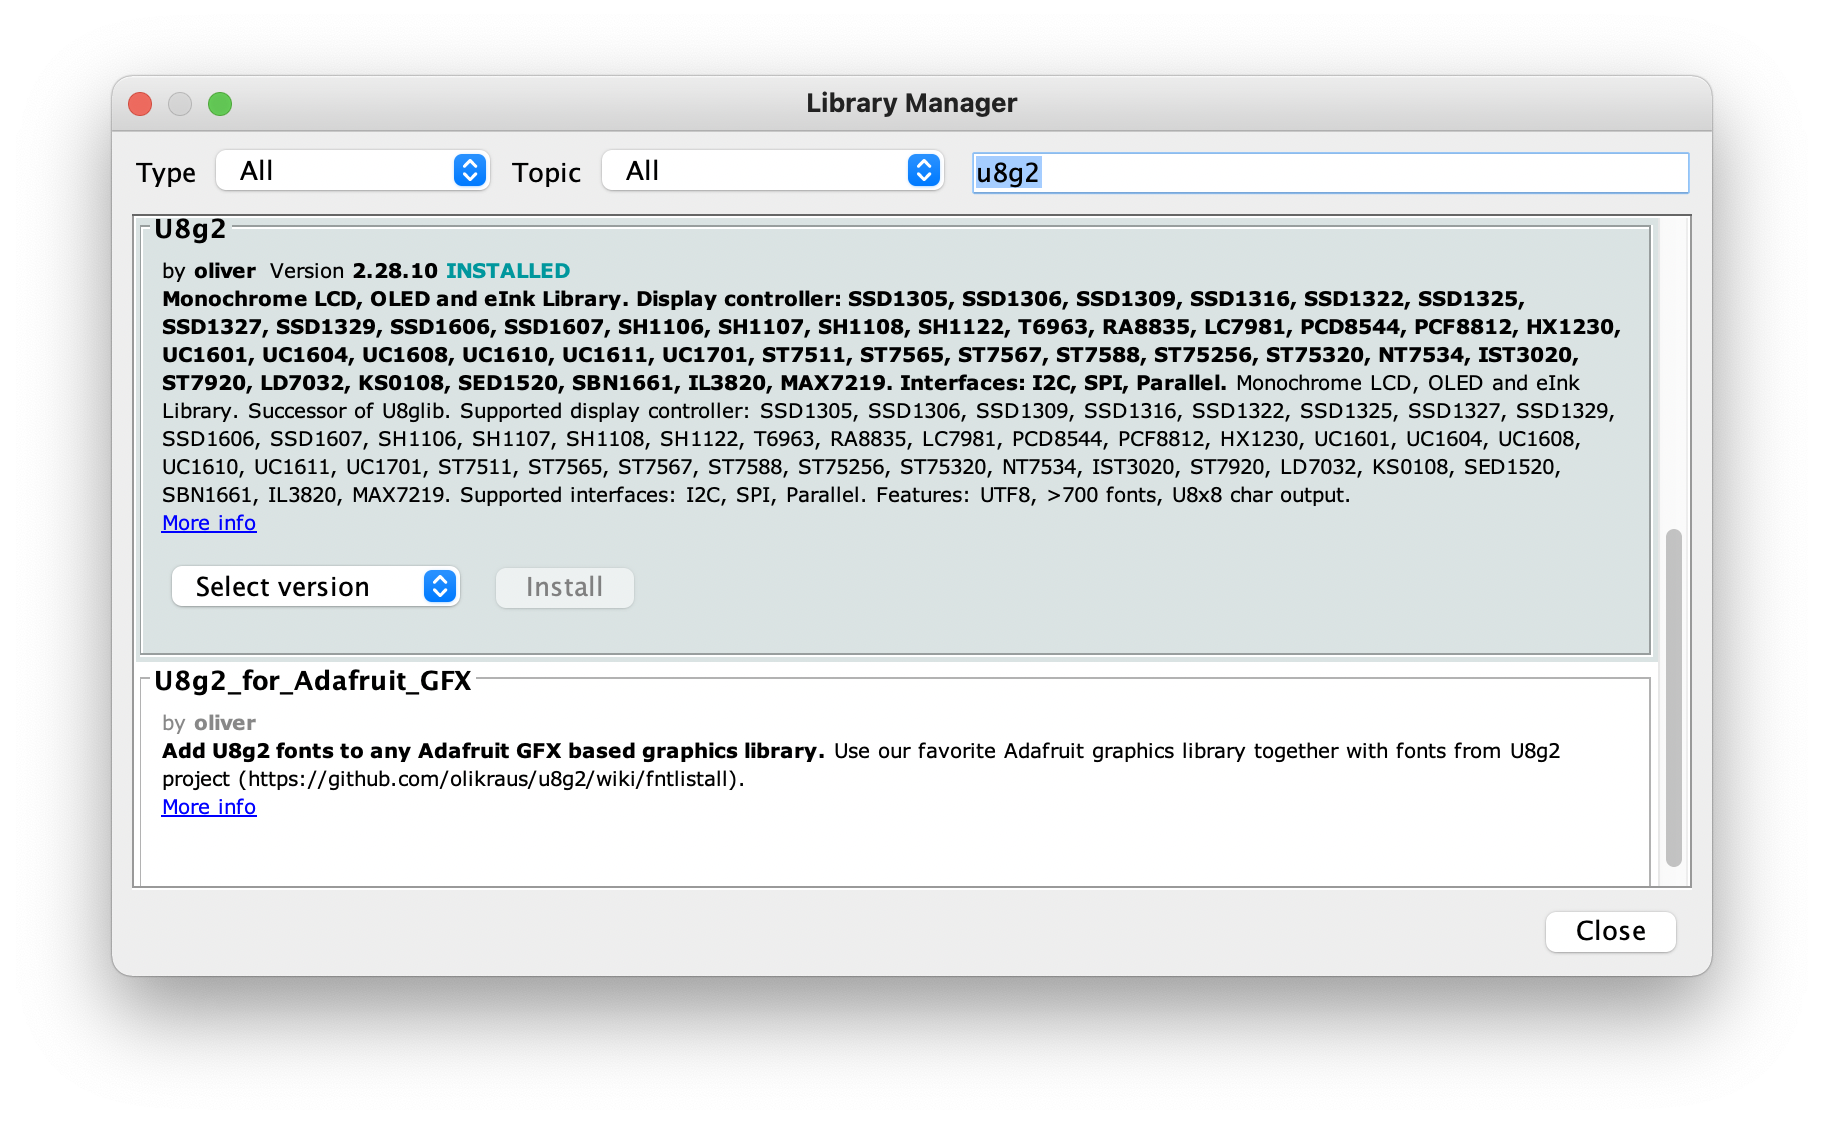 Library Manager
Type All Topic All u8g2
U8g2
by oliver Version 2.28.10 INSTALLED
Monochrome LCD, OLED and eInk Library. Display controller: SSD1305, SSD1306, SSD1309, SSD1316, SSD1322, SSD1325,
SSD1327, SSD1329, SSD1606, SSD1607, SH1106, SH1107, SH1108, SH1122, T6963, RA8835, LC7981, PCD8544, PCF8812, HX1230,
UC1601, UC1604, UC1608, UC1610, UC1611, UC1701, ST7511, ST7565, ST7567, ST7588, ST75256, ST75320, NT7534, IST3020,
ST7920, LD7032, KS0108, SED1520, SBN1661, IL3820, MAX7219. Interfaces: I2C, SPI, Parallel. Monochrome LCD, OLED and eInk
Library. Successor of U8glib. Supported display controller: SSD1305, SSD1306, SSD1309, SSD1316, SSD1322, SSD1325, SSD1327, SSD1329,
SSD1606, SSD1607, SH1106, SH1107, SH1108, SH1122, T6963, RA8835, LC7981, PCD8544, PCF8812, HX1230, UC1601, UC1604, UC1608,
UC1610, UC1611, UC1701, ST7511, ST7565, ST7567, ST7588, ST75256, ST75320, NT7534, IST3020, ST7920, LD7032, KS0108, SED1520,
SBN1661, IL3820, MAX7219. Supported interfaces: I2C, SPI, Parallel. Features: UTF8, >700 fonts, U8x8 char output.
More info
Select version Install
U8g2_for_Adafruit_GFX
by oliver
Add U8g2 fonts to any Adafruit GFX based graphics library. Use our favorite Adafruit graphics library together with fonts from U8g2
project (https://github.com/olikraus/u8g2/wiki/fntlistall).
More info
Close